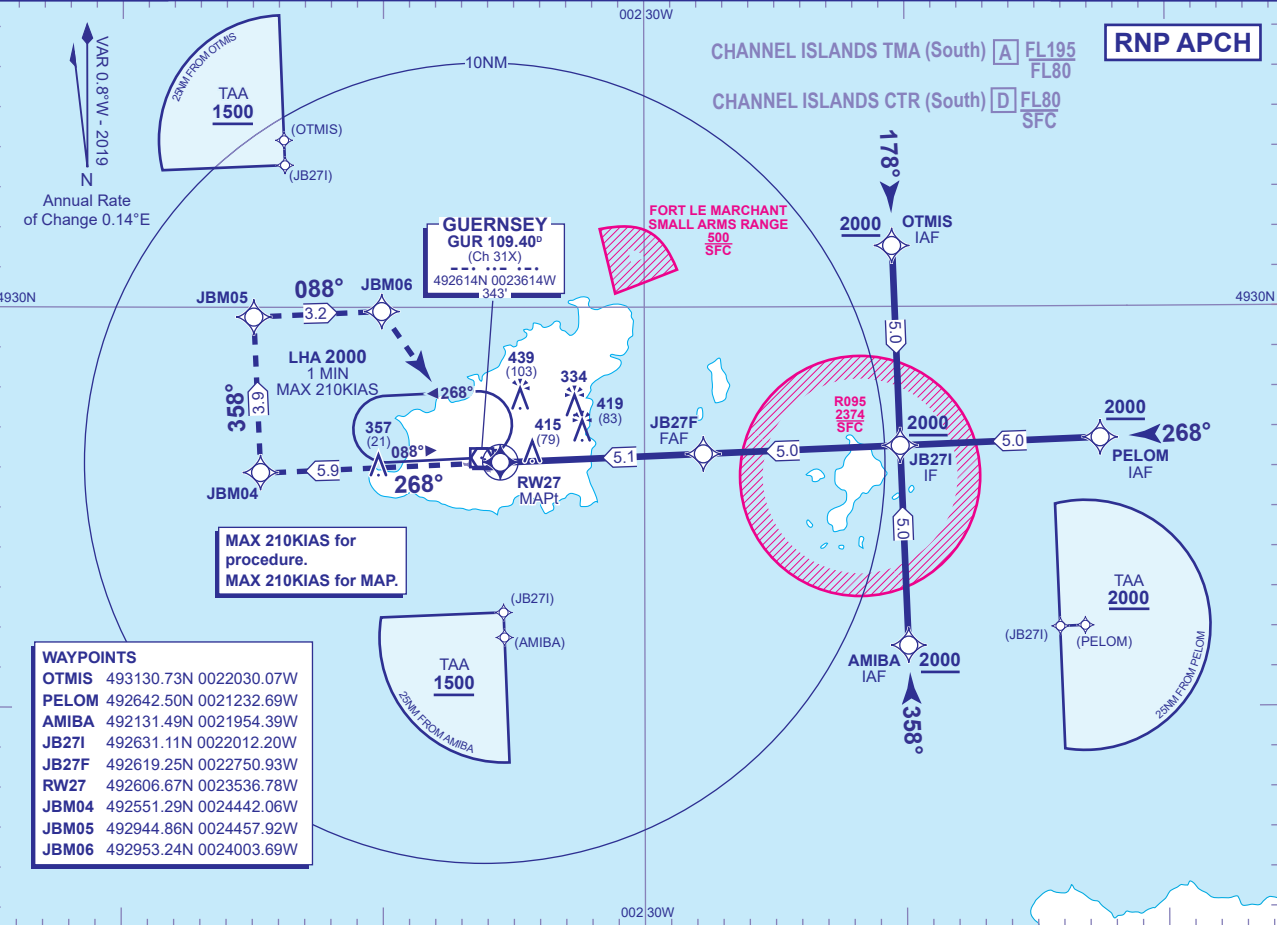 002 30W
RNP APCH
CHANNEL ISLANDS TMA (South) A FL195
FL80
CHANNEL ISLANDS CTR (South) D FL80
SFC
VAR 0.8°W - 2019
N
Annual Rate
of Change 0.14°E
25NM FROM OTMIS
TAA
1500
(OTMIS)
(JB27I)
10NM
178°
2000
OTMIS
IAF
FORT LE MARCHANT
SMALL ARMS RANGE
500
SFC
GUERNSEY
GUR 109.40ᴰ
(Ch 31X)
492614N 0023614W
343'
4930N
4930N
JBM05
088°
JBM06
3.2
5.0
LHA 2000
1 MIN
MAX 210KIAS
268°
358°
3.9
439
(103)
334
419
(83)
415
(79)
357
(21)
088°
R095
2374
SFC
JB27F
FAF
2000
2000
268°
5.0
5.0
5.1
5.9
JB27I
IF
PELOM
IAF
JBM04
268°
RW27
MAPt
5.0
MAX 210KIAS for
procedure.
MAX 210KIAS for MAP.
(JB27I)
(AMIBA)
TAA
1500
25NM FROM AMIBA
TAA
2000
(JB27I)
(PELOM)
25NM FROM PELOM
AMIBA
IAF
2000
358°
WAYPOINTS
OTMIS 493130.73N 0022030.07W
PELOM 492642.50N 0021232.69W
AMIBA 492131.49N 0021954.39W
JB27I 492631.11N 0022012.20W
JB27F 492619.25N 0022750.93W
RW27 492606.67N 0023536.78W
JBM04 492551.29N 0024442.06W
JBM05 492944.86N 0024457.92W
JBM06 492953.24N 0024003.69W
002 30W